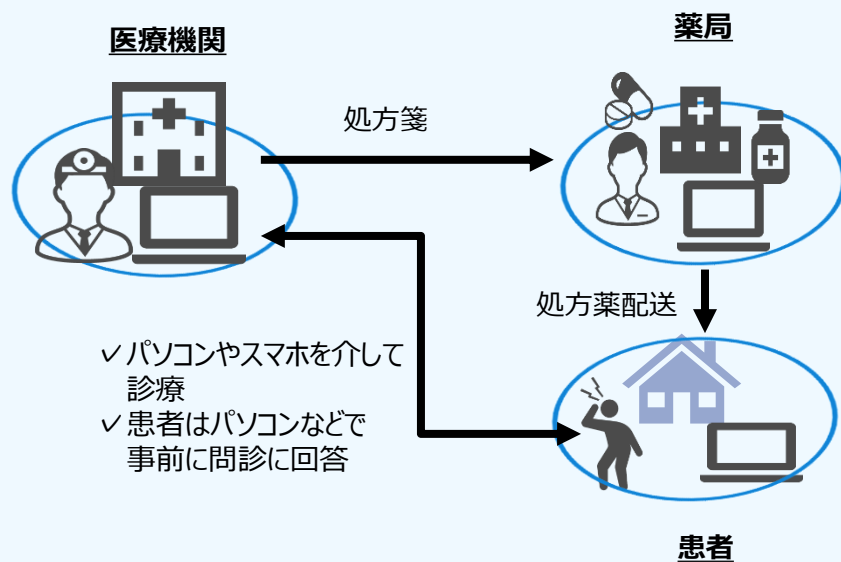 医療機関
薬局
処方箋
処方薬配送
✓パソコンやスマホを介して
診療
✓患者はパソコンなどで
事前に問診に回答
患者